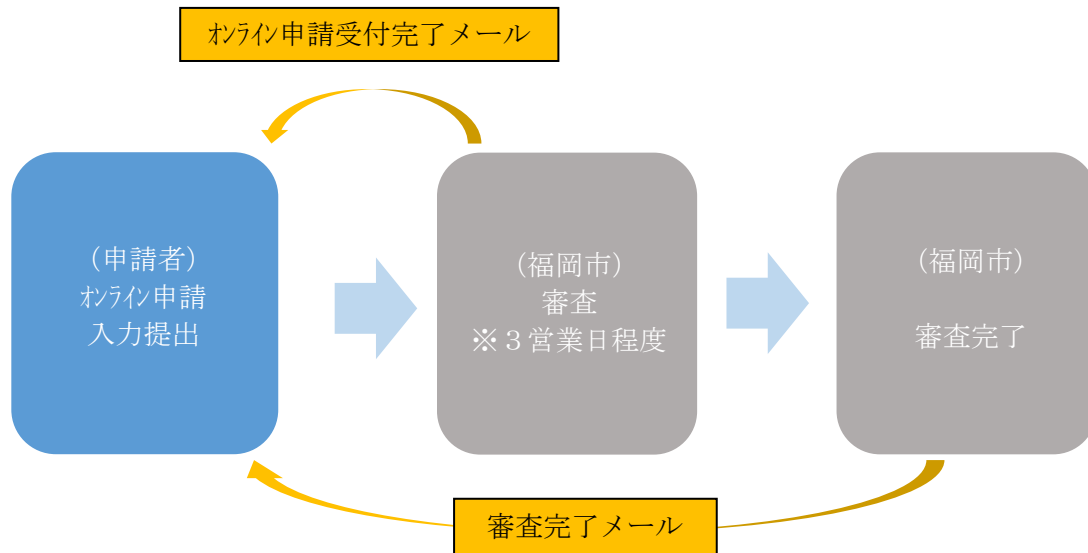 ｵﾝﾗｲﾝ申請受付完了メール
（申請者）
ｵﾝﾗｲﾝ申請
入力提出
（福岡市）
審査
※３営業日程度
（福岡市）
審査完了
審査完了メール